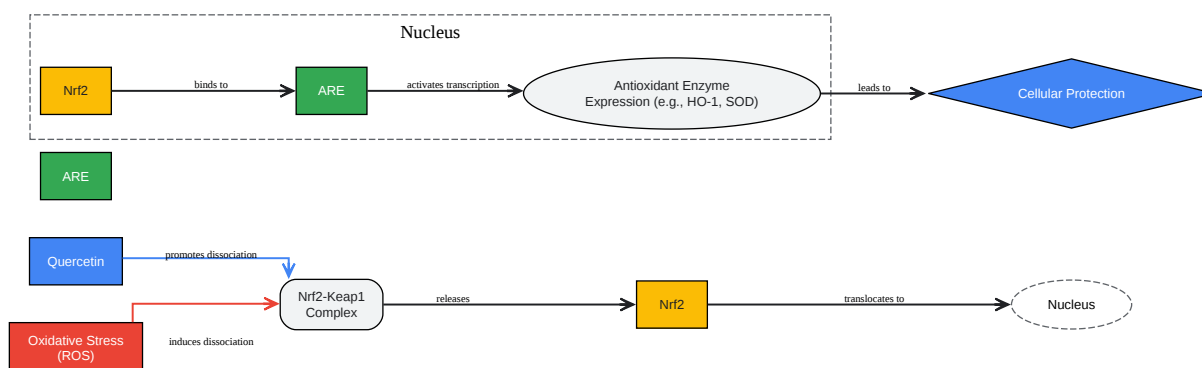 Nucleus
Nrf2
binds to
ARE
activates transcription
Antioxidant Enzyme
Expression (e.g., HO-1, SOD)
leads to
Cellular Protection
ARE
Quercetin
promotes dissociation
Nrf2-Keap1
Complex
releases
Nrf2
translocates to
Nucleus
Oxidative Stress
(ROS)
induces dissociation